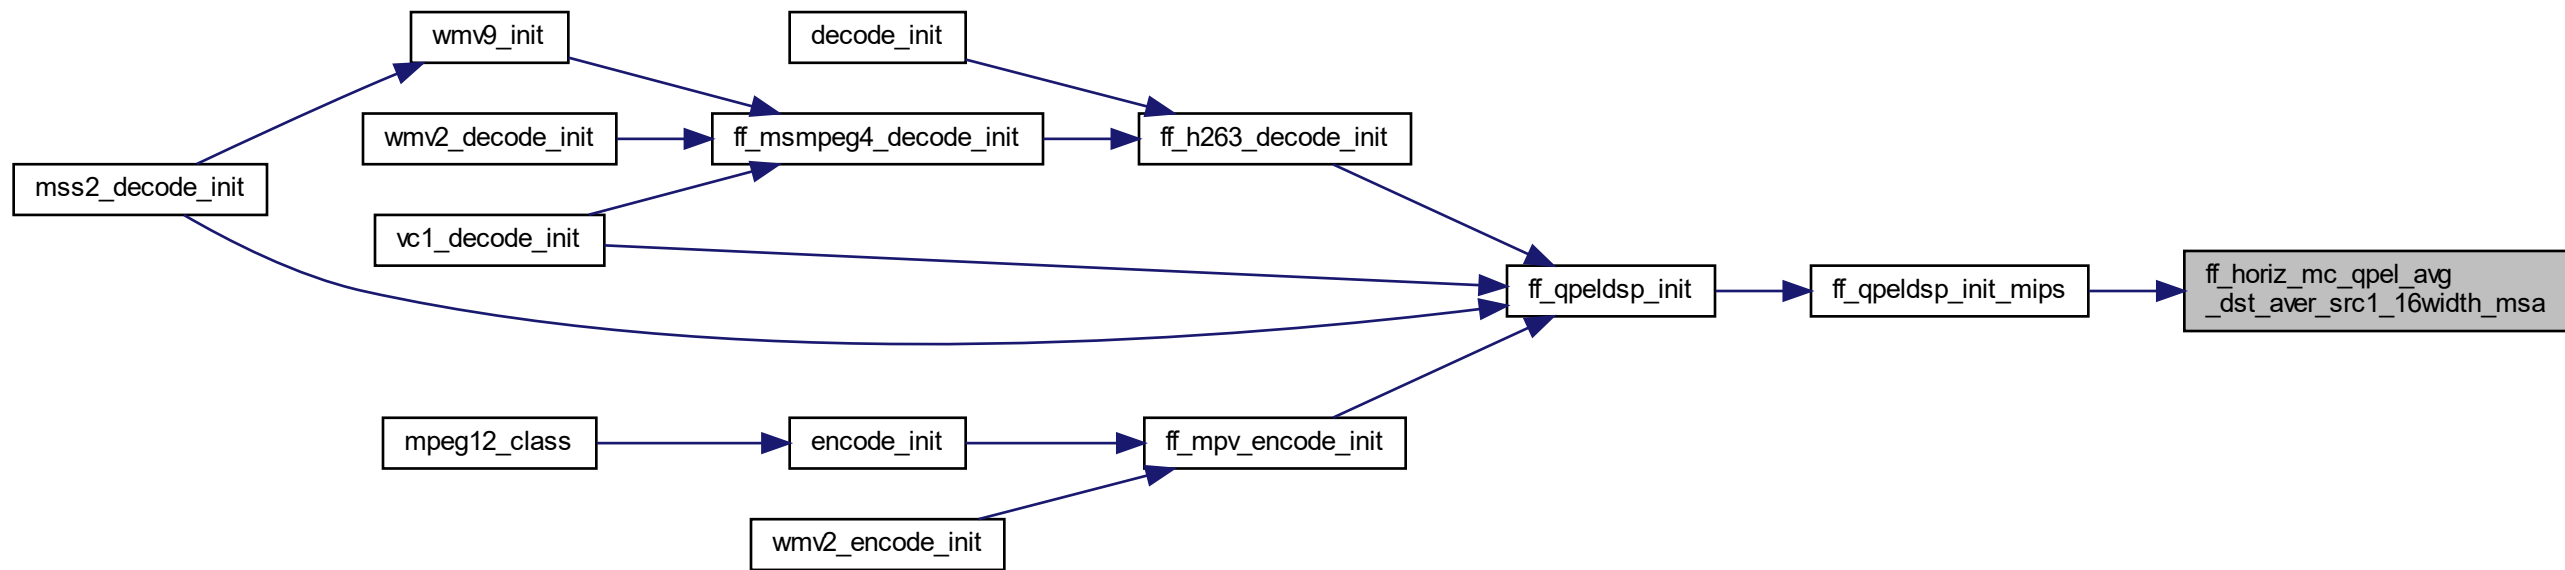 wmv9_init
decode_init
wmv2_decode_init
ff_msmpeg4_decode_init
ff_h263_decode_init
mss2_decode_init
vc1_decode_init
ff_qpeldsp_init
ff_qpeldsp_init_mips
ff_horiz_mc_qpel_avg
_dst_aver_src1_16width_msa
mpeg12_class
encode_init
ff_mpv_encode_init
wmv2_encode_init